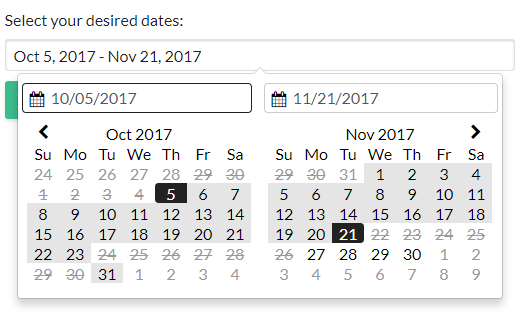 Select your desired dates:
Oct 5, 2017 - Nov 21, 2017
10/05/2017 11/21/2017
Oct 2017 Nov 2017
Su Mo Tu We Th Fr Sa Su Mo Tu We Th Fr Sa
24 25 26 27 28 29 30 29 30 31 1 2 3 4
1 2 3 4 5 6 7 5 6 7 8 9 10 11
8 9 10 11 12 13 14 12 13 14 15 16 17 18
15 16 17 18 19 20 21 19 20 21 22 23 24 25
22 23 24 25 26 27 28 26 27 28 29 30 1 2
29 30 31 1 2 3 4 3 4 5 6 7 8 9